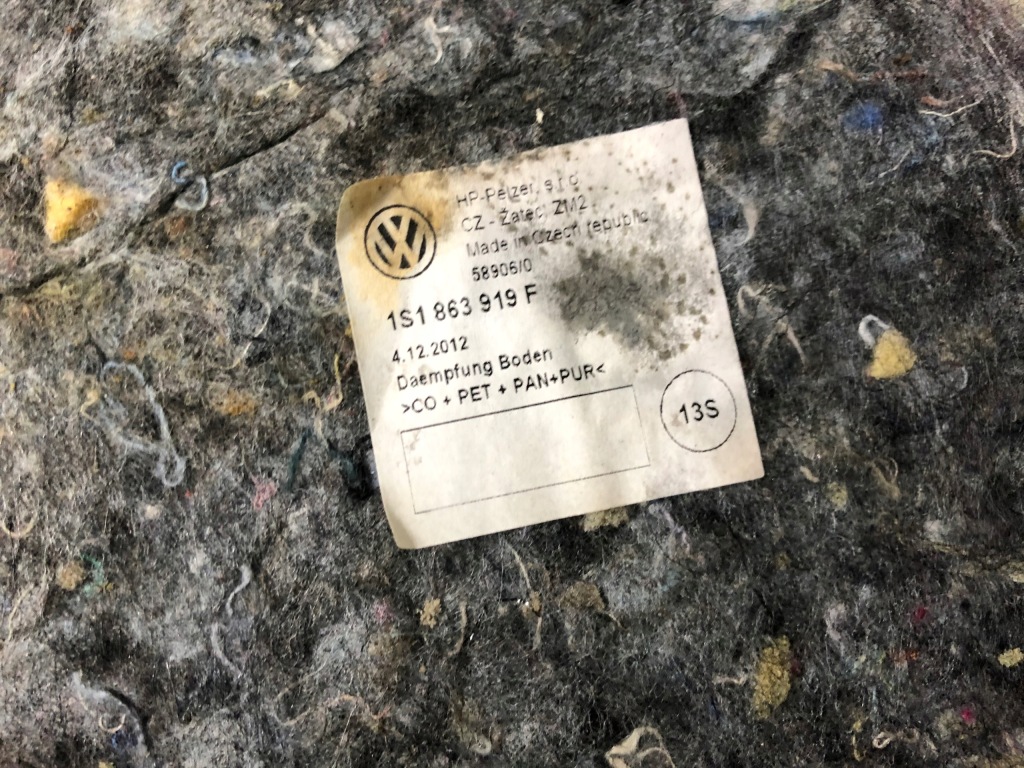 HP-Pelzer, s.r.o.
CZ - Žatec, ZM2
Made in Czech republic
58906/0
1S1 863 919 F
4.12.2012
Daempfung Boden
>CO + PET + PAN+PUR<
13S